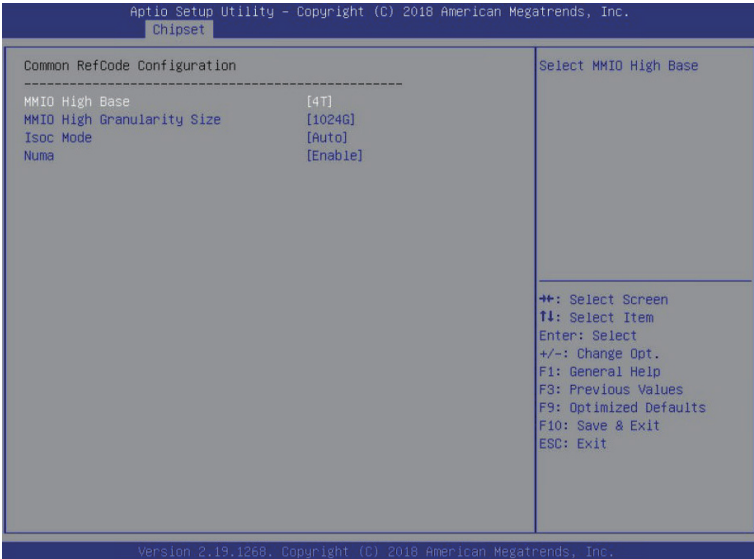 Aptio Setup Utility – Copyright (C) 2018 American Megatrends, Inc.
Chipset
Common RefCode Configuration
--------------------------------------------------
MMIO High Base [4T]
MMIO High Granularity Size [1024G]
Isoc Mode [Auto]
Numa [Enable]
Select MMIO High Base
→←: Select Screen
↑↓: Select Item
Enter: Select
+/-: Change Opt.
F1: General Help
F3: Previous Values
F9: Optimized Defaults
F10: Save & Exit
ESC: Exit
Version 2.19.1268. Copyright (C) 2018 American Megatrends, Inc.